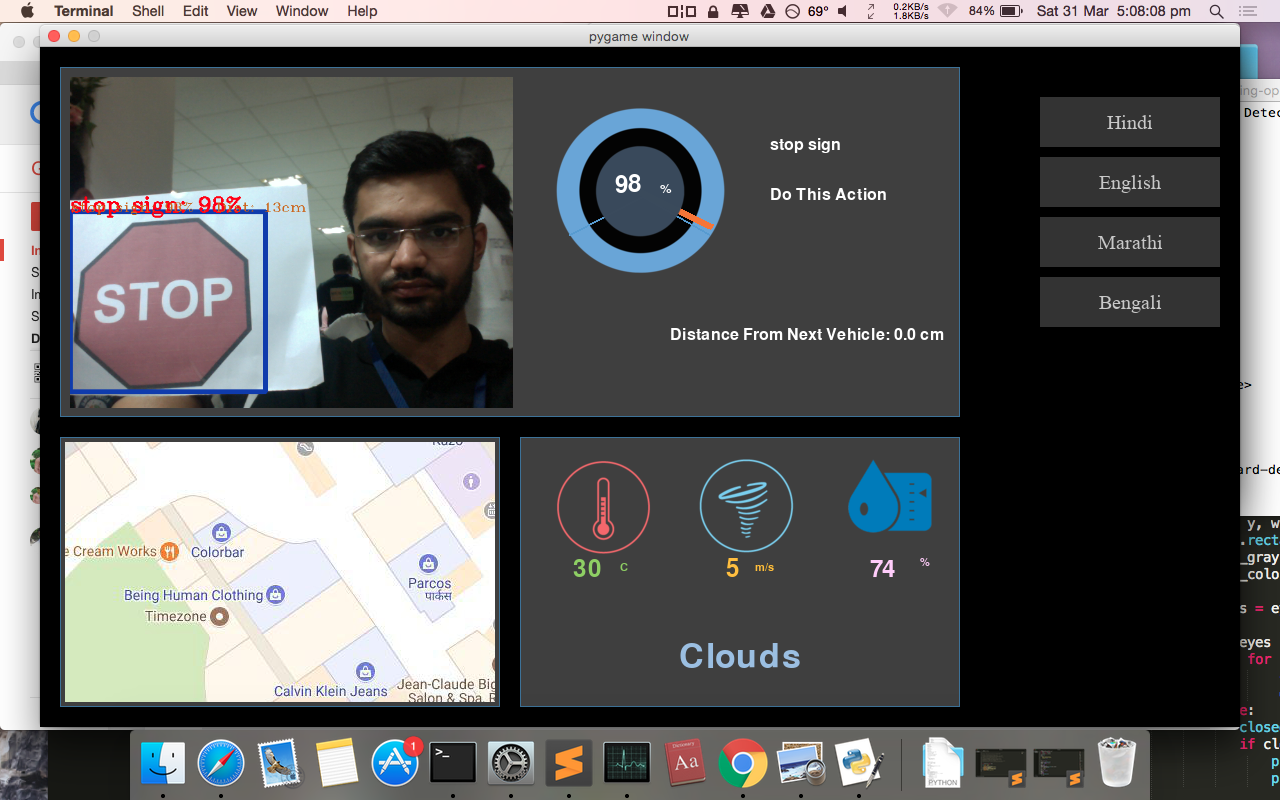 Terminal Shell Edit View Window Help
69°
0.2KB/s
1.8KB/s
84%
Sat 31 Mar 5:08:08 pm
pygame window
stop sign: 98%
13cm
STOP
98 %
stop sign
Do This Action
Distance From Next Vehicle: 0.0 cm
Hindi
English
Marathi
Bengali
e Cream Works
Colorbar
Being Human Clothing
Timezone
Parcos
पार्कस
Calvin Klein Jeans
Jean-Claude Big
Salon & Spa,
30 C
5 m/s
74 %
Clouds
ing-op
Detec
e>
ard-de
y, w
.rect
_gray
_colo
s = e
eyes
for
e:
close
if cl
p
p
1
Aa
PYTHON